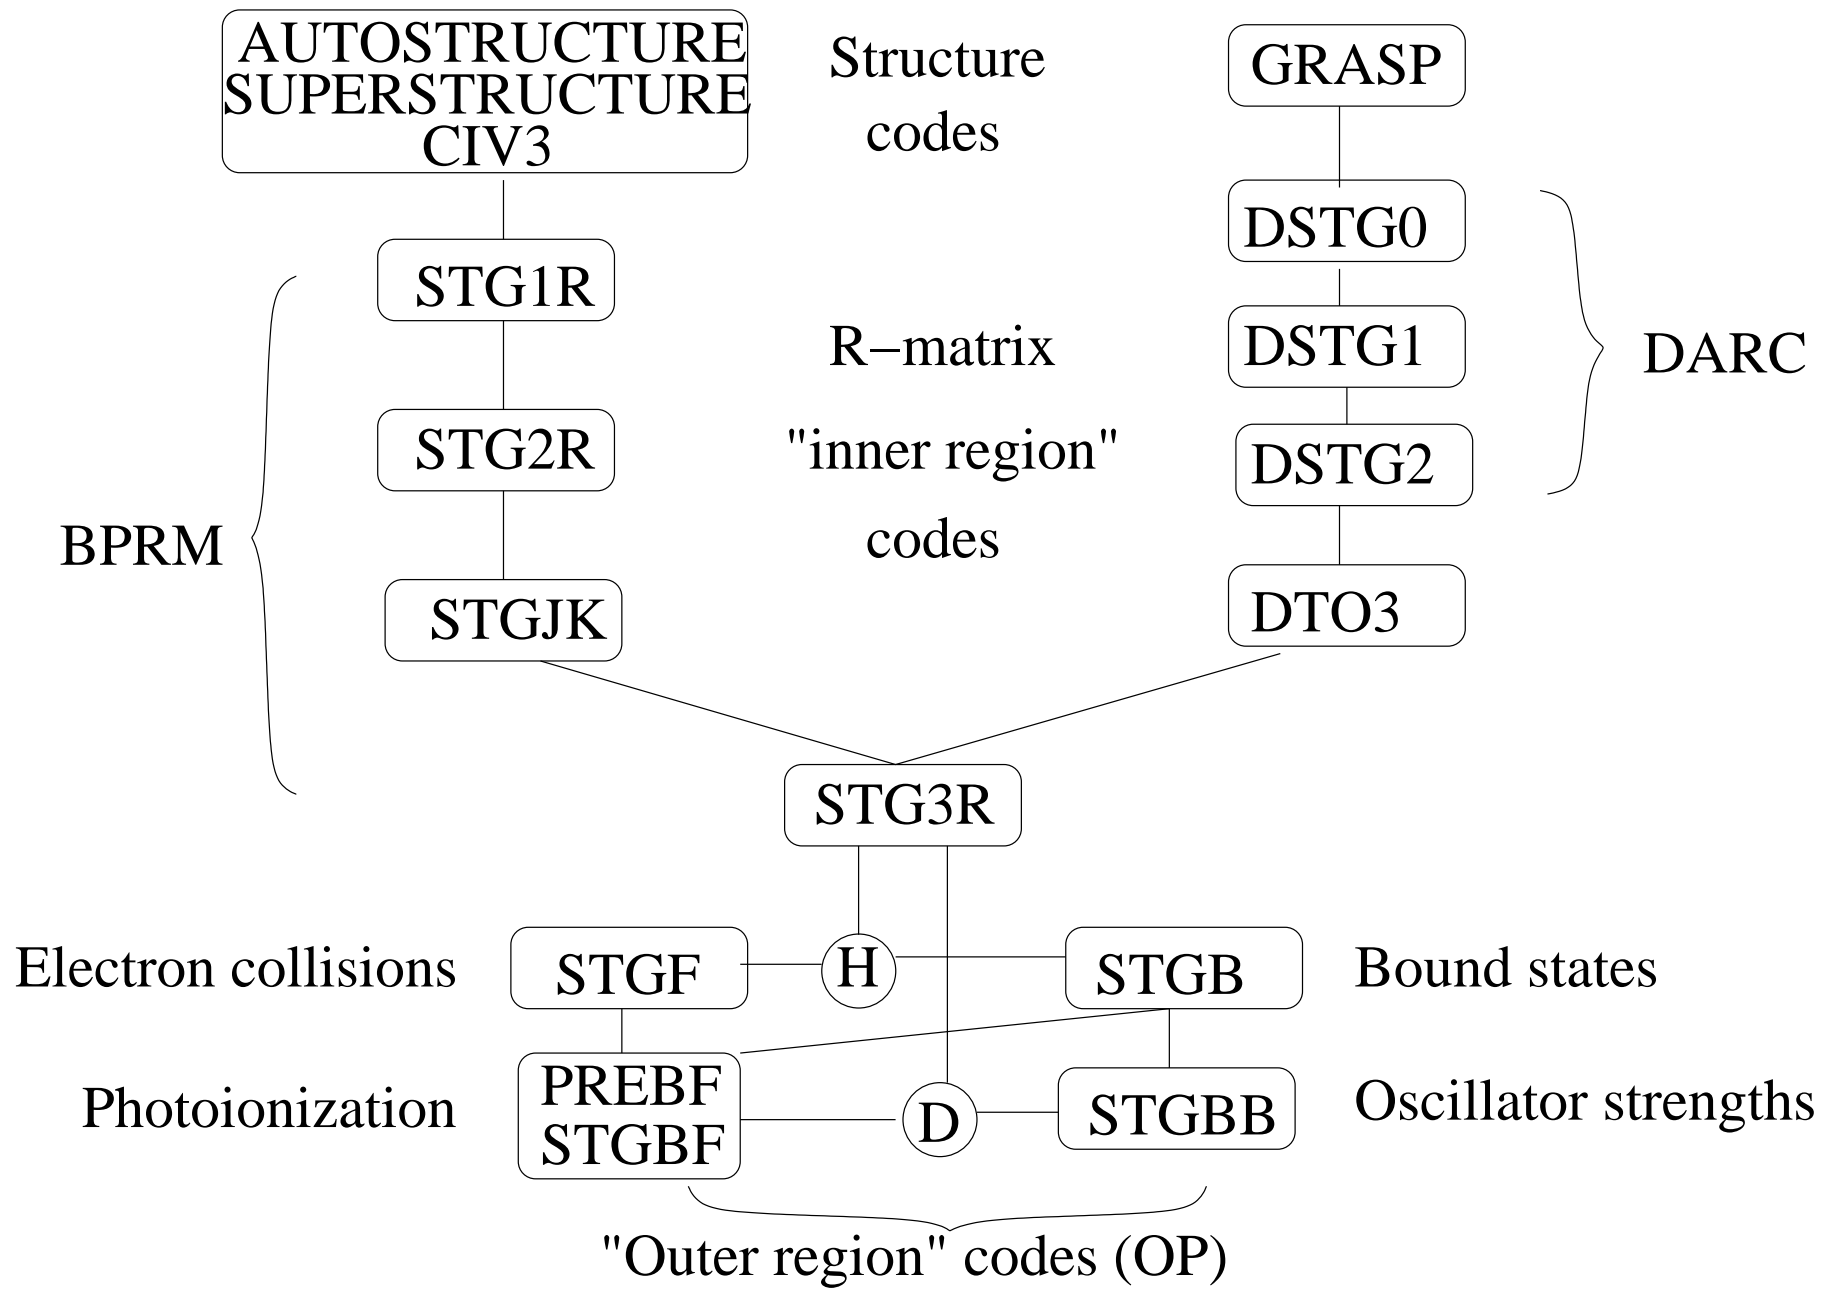 AUTOSTRUCTURE
SUPERSTRUCTURE
CIV3
Structure
codes
GRASP
STG1R
DSTG0
R−matrix
DSTG1
DARC
STG2R
"inner region"
DSTG2
BPRM
codes
STGJK
DTO3
STG3R
Electron collisions
STGF
H
STGB
Bound states
Photoionization
PREBF
STGBF
D
STGBB
Oscillator strengths
"Outer region" codes (OP)